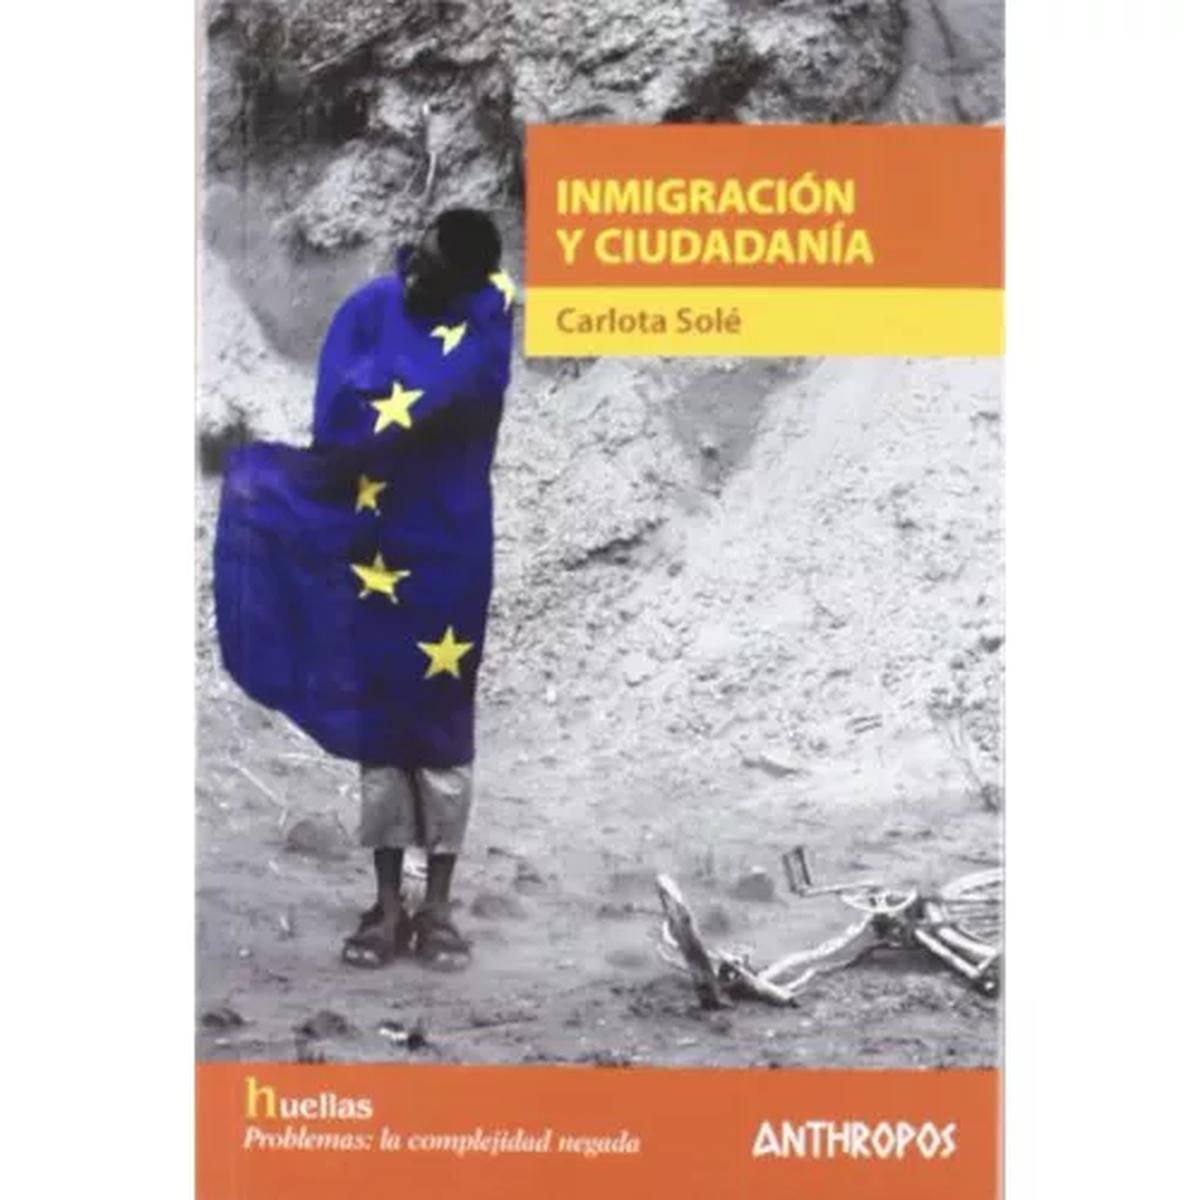 INMIGRACIÓN
Y CIUDADANÍA
Carlota Solé
huellas
Problemas: la complejidad negada
ANTHROPOS